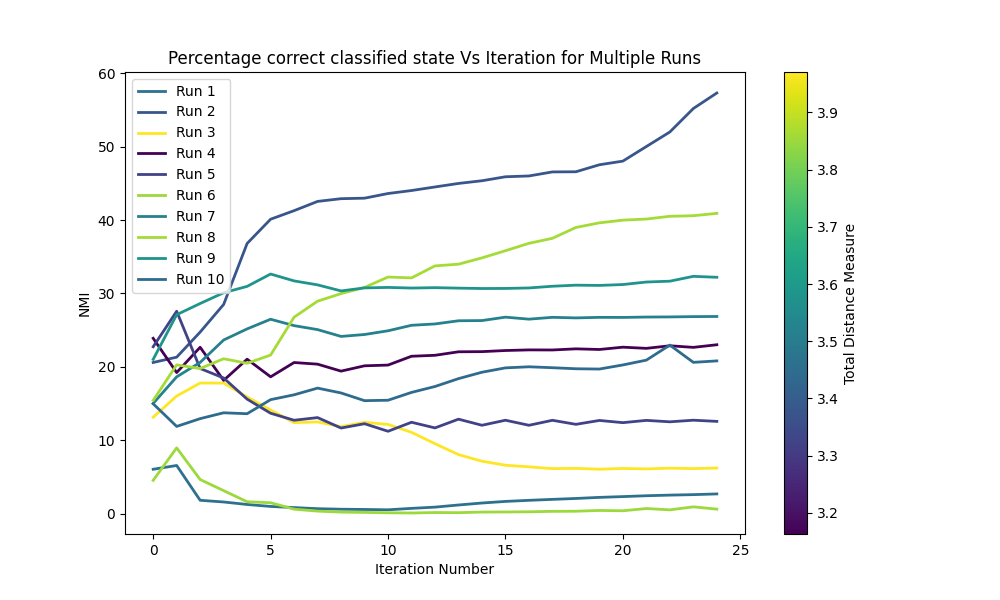 Percentage correct classified state Vs Iteration for Multiple Runs
60
50
40
30
20
10
0
NMI
Run 1
Run 2
Run 3
Run 4
Run 5
Run 6
Run 7
Run 8
Run 9
Run 10
0 5 10 15 20 25
Iteration Number
3.9
3.8
3.7
3.6
3.5
3.4
3.3
3.2
Total Distance Measure